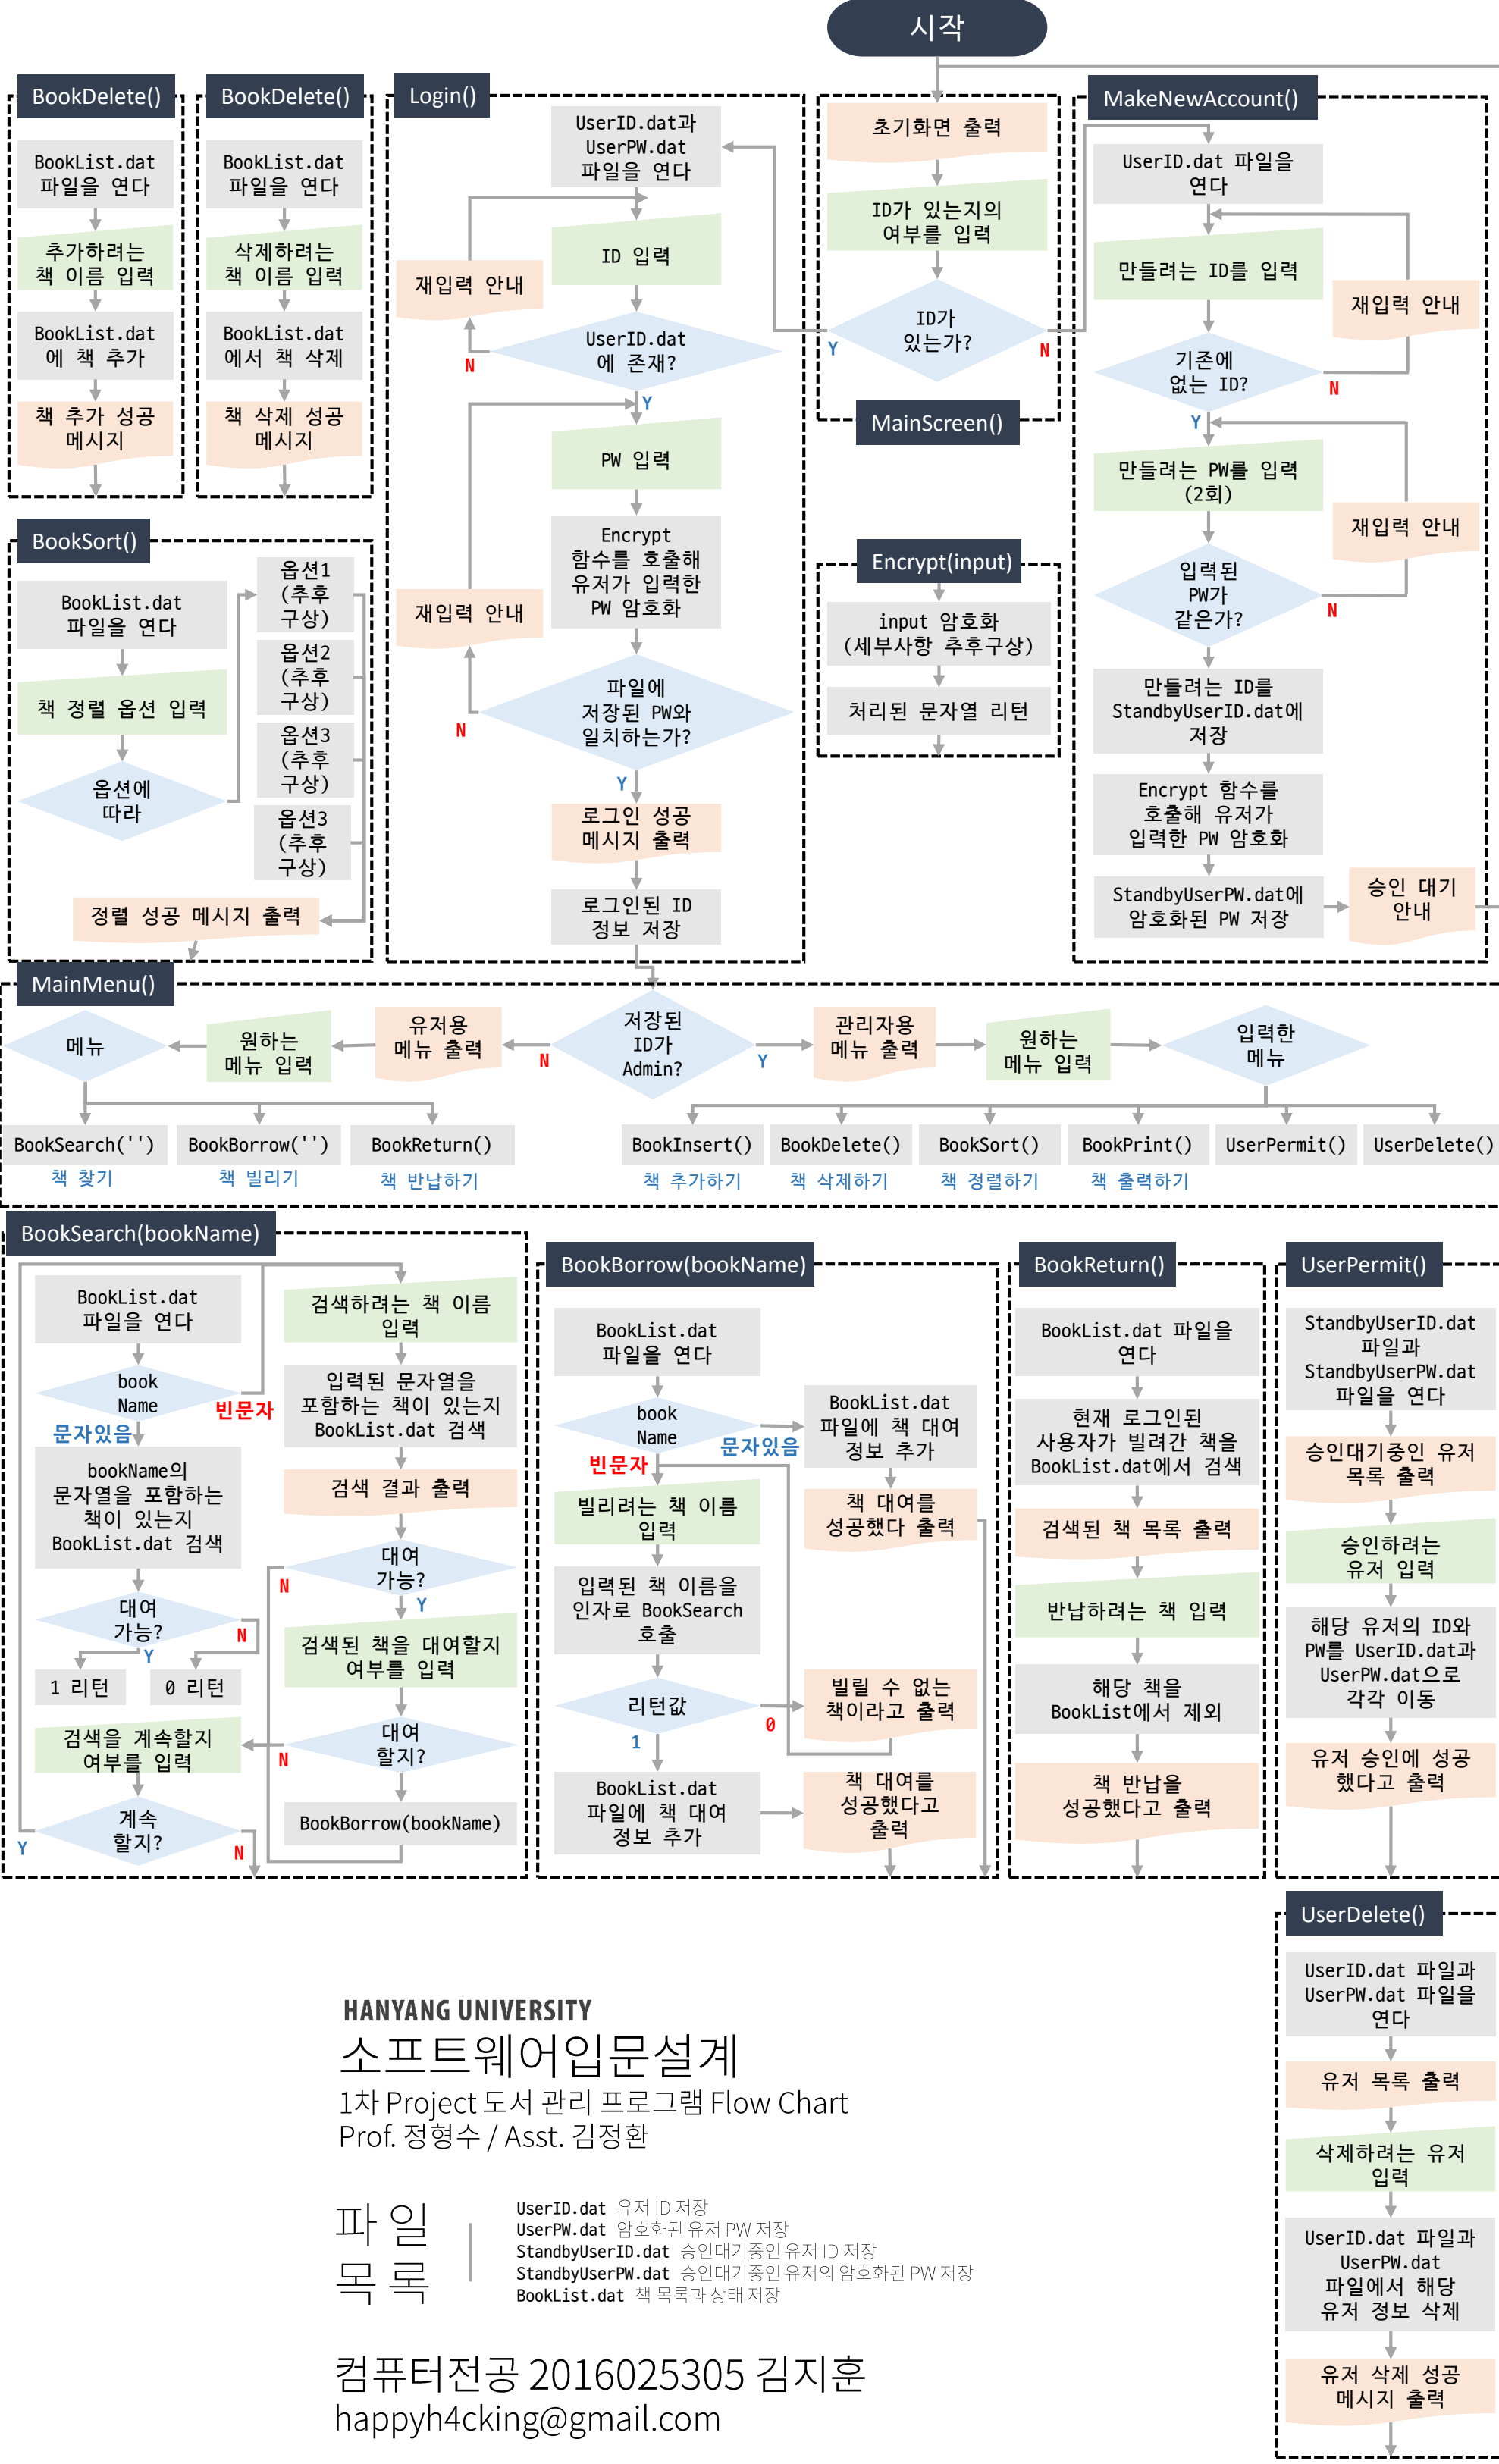 시작
BookDelete()
BookList.dat
파일을 연다
추가하려는
책 이름 입력
BookList.dat
에 책 추가
책 추가 성공
메시지
BookDelete()
BookList.dat
파일을 연다
삭제하려는
책 이름 입력
BookList.dat
에서 책 삭제
책 삭제 성공
메시지
Login()
UserID.dat과
UserPW.dat
파일을 연다
ID 입력
재입력 안내
UserID.dat
에 존재?
N
Y
PW 입력
Encrypt
함수를 호출해
유저가 입력한
PW 암호화
재입력 안내
파일에
저장된 PW와
일치하는가?
N
Y
로그인 성공
메시지 출력
로그인된 ID
정보 저장
초기화면 출력
ID가 있는지의
여부를 입력
ID가
있는가?
Y
N
MainScreen()
Encrypt(input)
input 암호화
(세부사항 추후구상)
처리된 문자열 리턴
MakeNewAccount()
UserID.dat 파일을
연다
만들려는 ID를 입력
재입력 안내
기존에
없는 ID?
N
Y
만들려는 PW를 입력
(2회)
재입력 안내
입력된
PW가
같은가?
N
만들려는 ID를
StandbyUserID.dat에
저장
Encrypt 함수를
호출해 유저가
입력한 PW 암호화
StandbyUserPW.dat에
암호화된 PW 저장
승인 대기
안내
BookSort()
BookList.dat
파일을 연다
책 정렬 옵션 입력
옵션에
따라
옵션1
(추후
구상)
옵션2
(추후
구상)
옵션3
(추후
구상)
옵션3
(추후
구상)
정렬 성공 메시지 출력
MainMenu()
메뉴
원하는
메뉴 입력
유저용
메뉴 출력
N
저장된
ID가
Admin?
Y
관리자용
메뉴 출력
원하는
메뉴 입력
입력한
메뉴
BookSearch('')
책 찾기
BookBorrow('')
책 빌리기
BookReturn()
책 반납하기
BookInsert()
책 추가하기
BookDelete()
책 삭제하기
BookSort()
책 정렬하기
BookPrint()
책 출력하기
UserPermit()
UserDelete()
BookSearch(bookName)
BookList.dat
파일을 연다
book
Name
빈문자
문자있음
bookName의
문자열을 포함하는
책이 있는지
BookList.dat 검색
대여
가능?
N
Y
1 리턴
0 리턴
검색을 계속할지
여부를 입력
계속
할지?
Y
N
검색하려는 책 이름
입력
입력된 문자열을
포함하는 책이 있는지
BookList.dat 검색
검색 결과 출력
대여
가능?
N
Y
검색된 책을 대여할지
여부를 입력
대여
할지?
N
BookBorrow(bookName)
BookBorrow(bookName)
BookList.dat
파일을 연다
book
Name
문자있음
빈문자
빌리려는 책 이름
입력
입력된 책 이름을
인자로 BookSearch
호출
리턴값
0
1
BookList.dat
파일에 책 대여
정보 추가
BookList.dat
파일에 책 대여
정보 추가
책 대여를
성공했다 출력
빌릴 수 없는
책이라고 출력
책 대여를
성공했다고
출력
BookReturn()
BookList.dat 파일을
연다
현재 로그인된
사용자가 빌려간 책을
BookList.dat에서 검색
검색된 책 목록 출력
반납하려는 책 입력
해당 책을
BookList에서 제외
책 반납을
성공했다고 출력
UserPermit()
StandbyUserID.dat
파일과
StandbyUserPW.dat
파일을 연다
승인대기중인 유저
목록 출력
승인하려는
유저 입력
해당 유저의 ID와
PW를 UserID.dat과
UserPW.dat으로
각각 이동
유저 승인에 성공
했다고 출력
UserDelete()
UserID.dat 파일과
UserPW.dat 파일을
연다
유저 목록 출력
삭제하려는 유저
입력
UserID.dat 파일과
UserPW.dat
파일에서 해당
유저 정보 삭제
유저 삭제 성공
메시지 출력
HANYANG UNIVERSITY
소프트웨어입문설계
1차 Project 도서 관리 프로그램 Flow Chart
Prof. 정형수 / Asst. 김정환
파일
목록
UserID.dat 유저 ID 저장
UserPW.dat 암호화된 유저 PW 저장
StandbyUserID.dat 승인대기중인 유저 ID 저장
StandbyUserPW.dat 승인대기중인 유저의 암호화된 PW 저장
BookList.dat 책 목록과 상태 저장
컴퓨터전공 2016025305 김지훈
happyh4cking@gmail.com